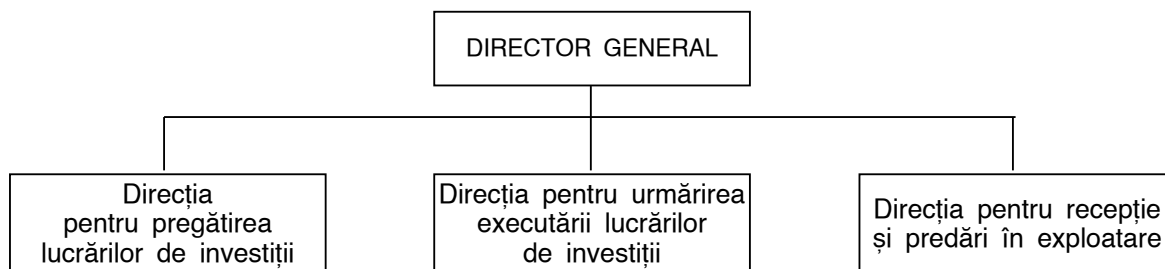 DIRECTOR GENERAL
Direcția
pentru pregătirea
lucrărilor de investiții
Direcția pentru urmărirea
executării lucrărilor
de investiții
Direcția pentru recepție
și predări în exploatare